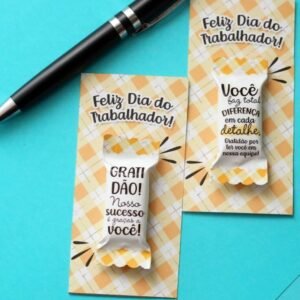 Feliz Dia do
Trabalhador!
GRATI
DÃO!
Nosso
sucesso
é graças a
VOCÊ!
Feliz Dia do
Trabalhador!
VOCÊ
faz total
DIFERENÇA
em cada
detalhe.
Gratidão por
ter você em
nossa equipe!